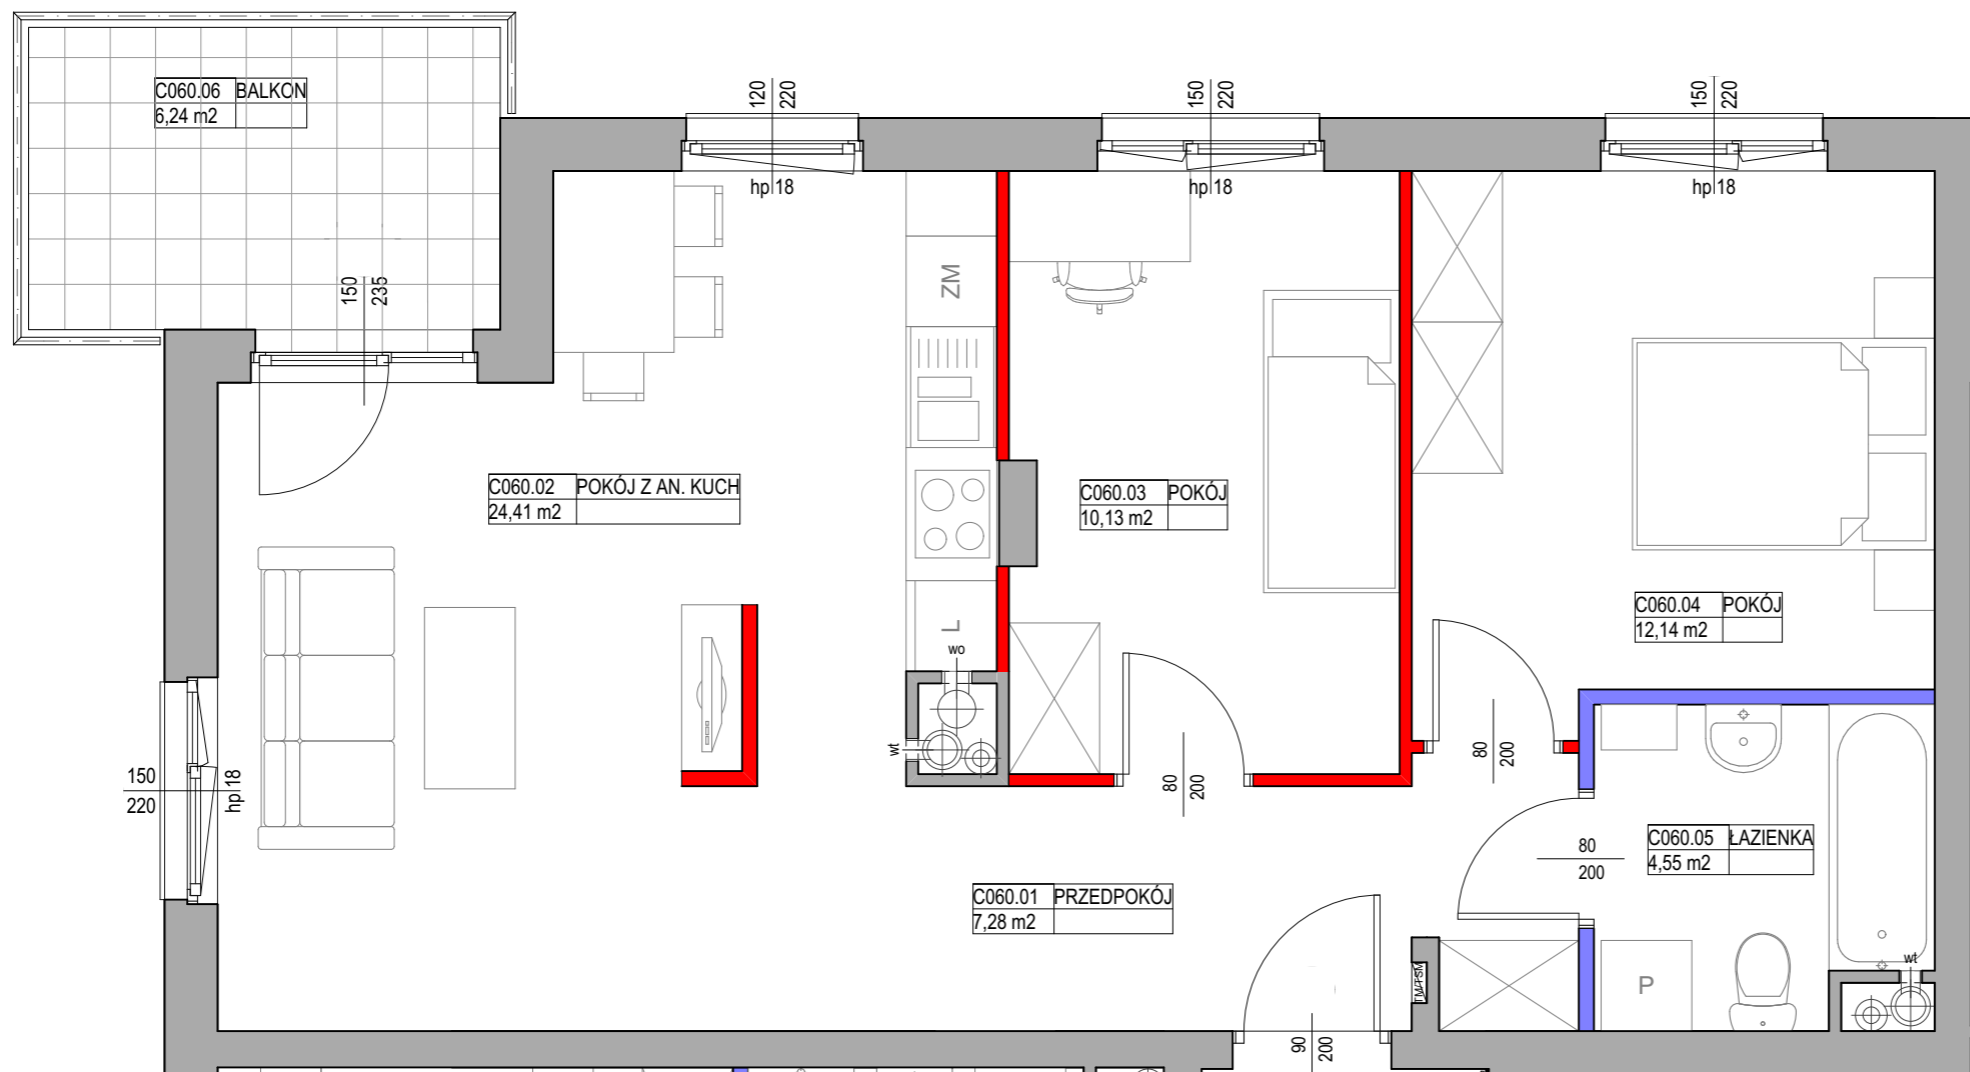 C060.06 BALKON
6,24 m2
120
220
hp 18
150
220
hp 18
150
220
hp 18
150
235
ZM
C060.02 POKÓJ Z AN. KUCH
24,41 m2
C060.03 POKÓJ
10,13 m2
C060.04 POKÓJ
12,14 m2
L
wo
wt
150
220
hp 18
80
200
80
200
80
200
C060.05 ŁAZIENKA
4,55 m2
C060.01 PRZEDPOKÓJ
7,28 m2
P
wt
90
200